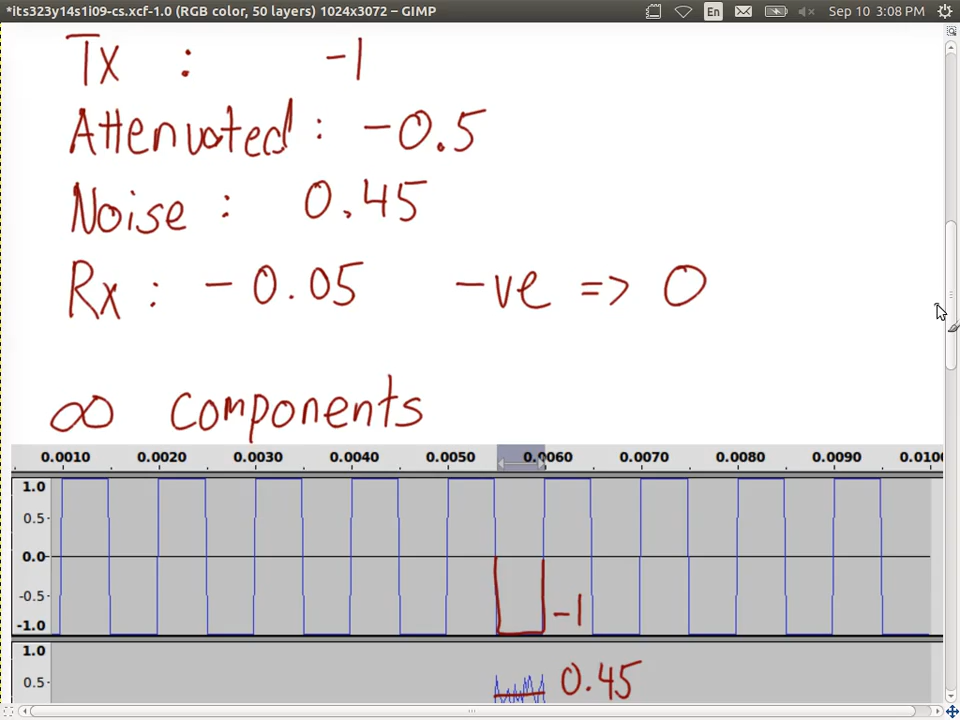 *its323y14s1i09-cs.xcf-1.0 (RGB color, 50 layers) 1024x3072 – GIMP En Sep 10 3:08 PM
Tx : -1
Attenuated : -0.5
Noise : 0.45
Rx : - 0.05 -ve => 0
∞ components
0.0010 0.0020 0.0030 0.0040 0.0050 0.0060 0.0070 0.0080 0.0090 0.0100
1.0
0.5
0.0
-0.5
-1
-1.0
1.0
0.5
0.45